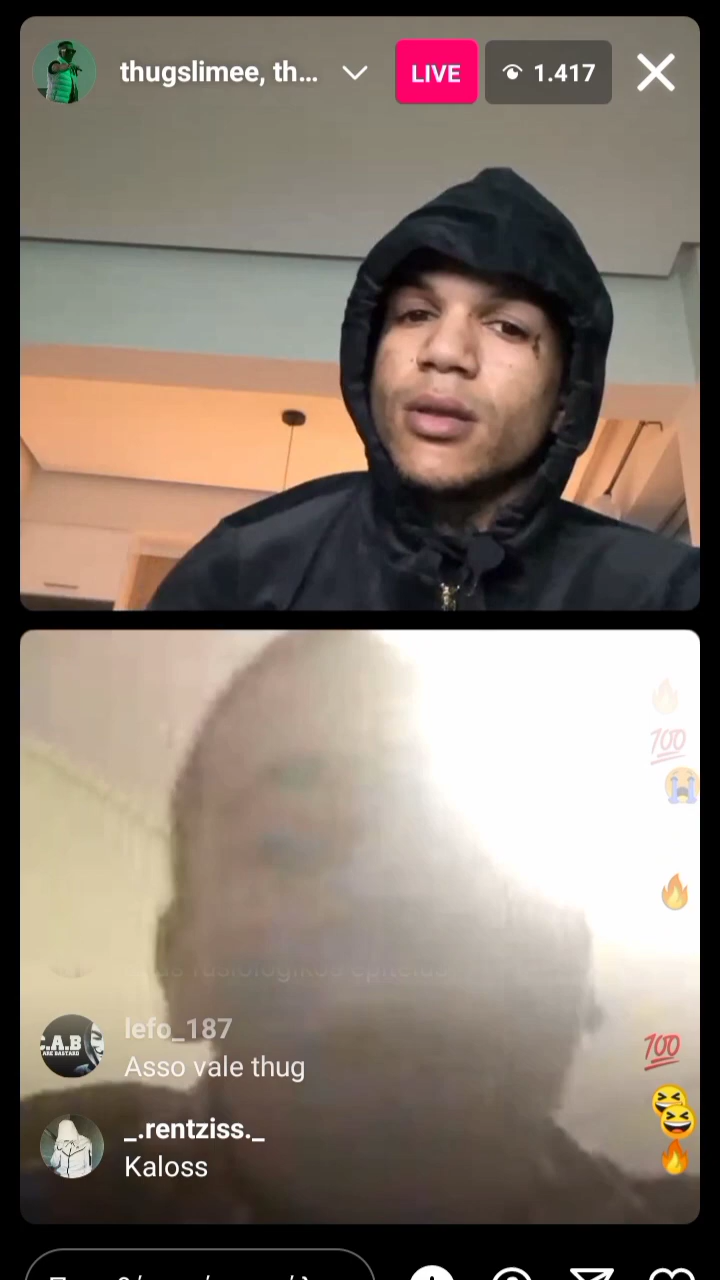 thugslimee, th...
LIVE
1.417
lefo_187
Asso vale thug
_.rentziss._
Kaloss